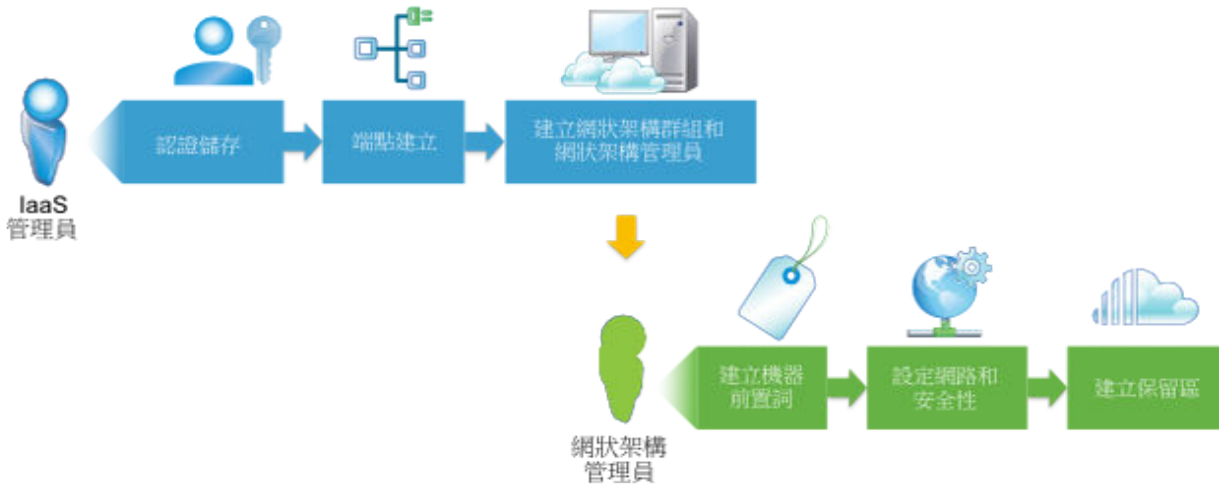 認證儲存
端點建立
建立網狀架構群組和
網狀架構管理員
IaaS
管理員
建立機器
前置詞
設定網路和
安全性
建立保留區
網狀架構
管理員